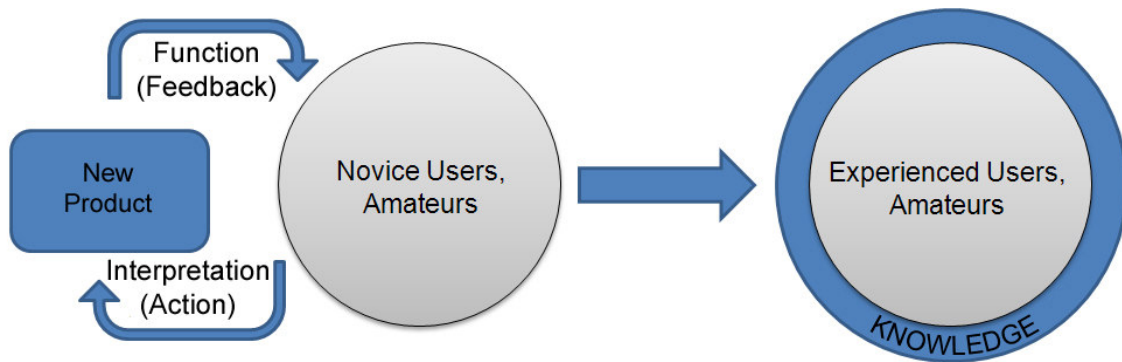 Function
(Feedback)
New
Product
Interpretation
(Action)
Novice Users,
Amateurs
Experienced Users,
Amateurs
KNOWLEDGE